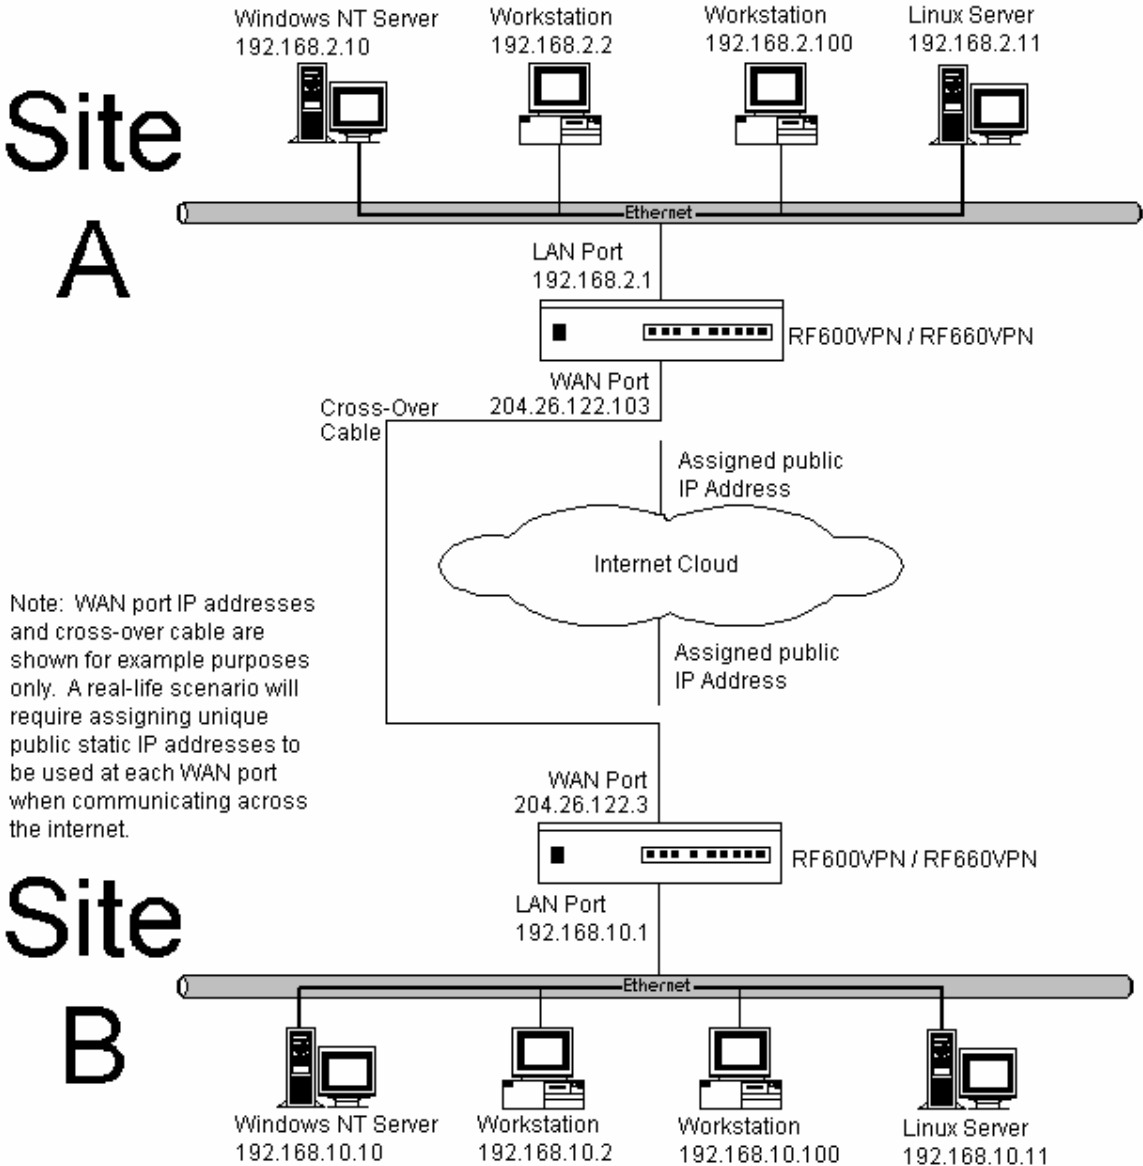 Windows NT Server
192.168.2.10
Workstation
192.168.2.2
Workstation
192.168.2.100
Linux Server
192.168.2.11
Site
A
Ethernet
LAN Port
192.168.2.1
RF600VPN / RF660VPN
WAN Port
204.26.122.103
Cross-Over
Cable
Assigned public
IP Address
Internet Cloud
Note: WAN port IP addresses
and cross-over cable are
shown for example purposes
only. A real-life scenario will
require assigning unique
public static IP addresses to
be used at each WAN port
when communicating across
the internet.
Assigned public
IP Address
WAN Port
204.26.122.3
RF600VPN / RF660VPN
LAN Port
192.168.10.1
Site
B
Ethernet
Windows NT Server
192.168.10.10
Workstation
192.168.10.2
Workstation
192.168.10.100
Linux Server
192.168.10.11